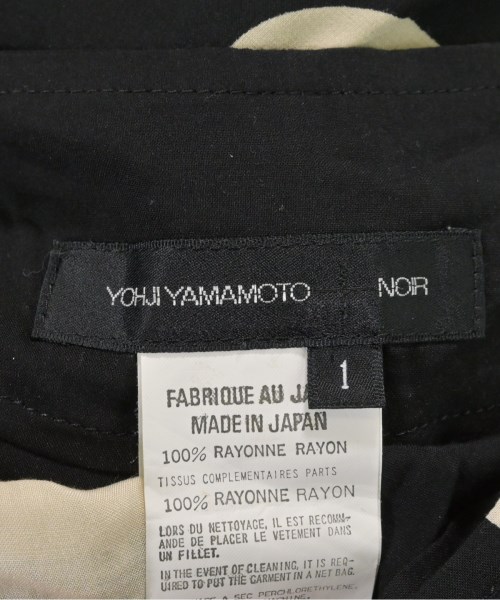 YOHJI YAMAMOTO NOIR
1
FABRIQUE AU JA
MADE IN JAPAN
100% RAYONNE RAYON
TISSUS COMPLEMENTAIRES PARTS
100% RAYONNE RAYON
LORS DU NETTOYAGE, IL EST RECOMM-
ANDE DE PLACER LE VETEMENT DANS
UN FILLET.
IN THE EVENT OF CLEANING, IT IS REQ-
UIRED TO PUT THE GARMENT IN A NET BAG.
A SEC PERCHLORETHYLENE,